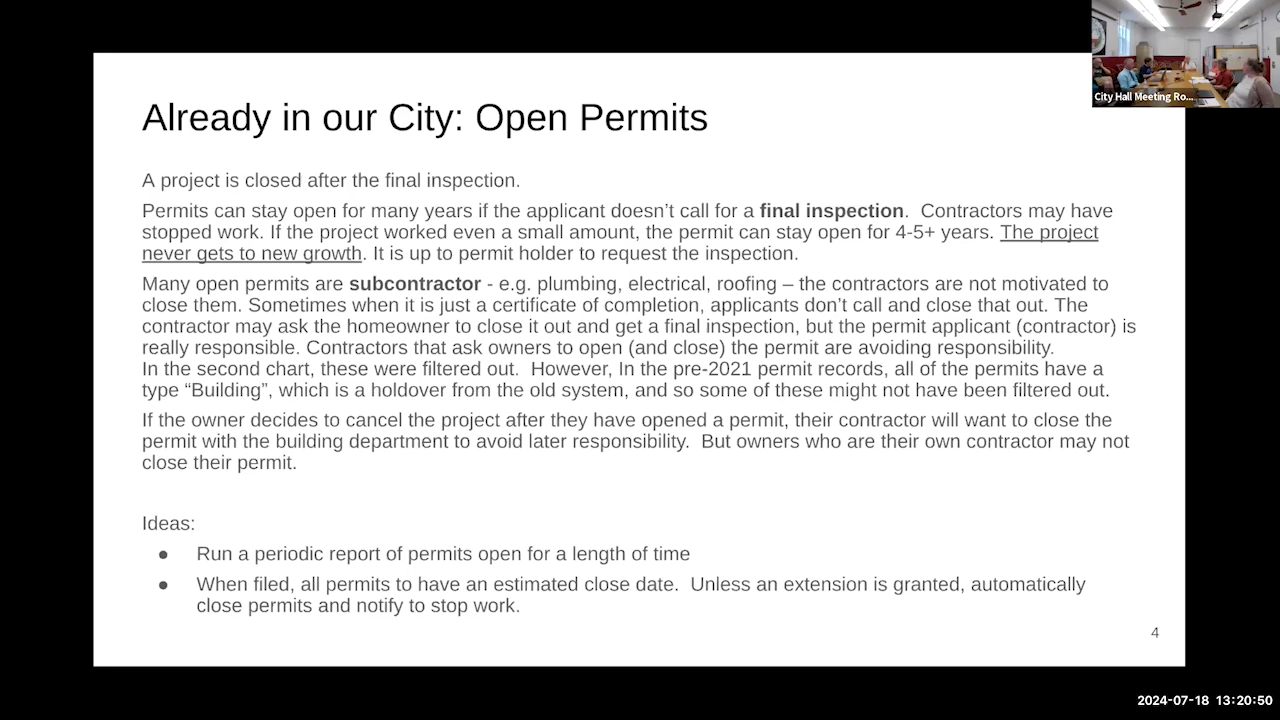 City Hall Meeting Ro...
Already in our City: Open Permits
A project is closed after the final inspection.
Permits can stay open for many years if the applicant doesn’t call for a final inspection.  Contractors may have
stopped work. If the project worked even a small amount, the permit can stay open for 4-5+ years. The project
never gets to new growth. It is up to permit holder to request the inspection.
Many open permits are subcontractor - e.g. plumbing, electrical, roofing – the contractors are not motivated to
close them. Sometimes when it is just a certificate of completion, applicants don’t call and close that out. The
contractor may ask the homeowner to close it out and get a final inspection, but the permit applicant (contractor) is
really responsible. Contractors that ask owners to open (and close) the permit are avoiding responsibility.
In the second chart, these were filtered out.  However, In the pre-2021 permit records, all of the permits have a
type “Building”, which is a holdover from the old system, and so some of these might not have been filtered out.
If the owner decides to cancel the project after they have opened a permit, their contractor will want to close the
permit with the building department to avoid later responsibility.  But owners who are their own contractor may not
close their permit.
Ideas:
● Run a periodic report of permits open for a length of time
● When filed, all permits to have an estimated close date.  Unless an extension is granted, automatically
close permits and notify to stop work.
4
2024-07-18 13:20:50